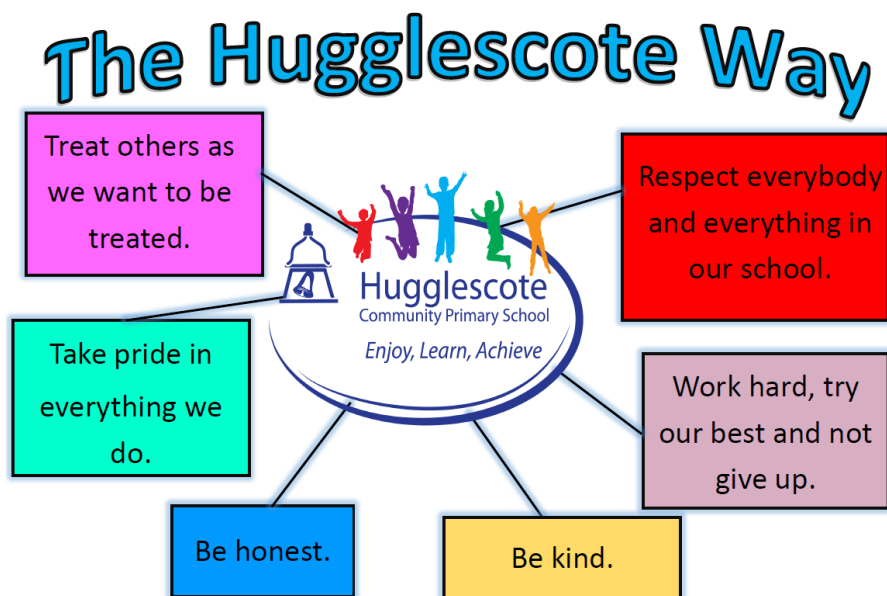 The Hugglescote Way
Treat others as
we want to be
treated.
Respect everybody
and everything in
our school.
Hugglescote
Community Primary School
Enjoy, Learn, Achieve
Take pride in
everything we
do.
Work hard, try
our best and not
give up.
Be honest.
Be kind.